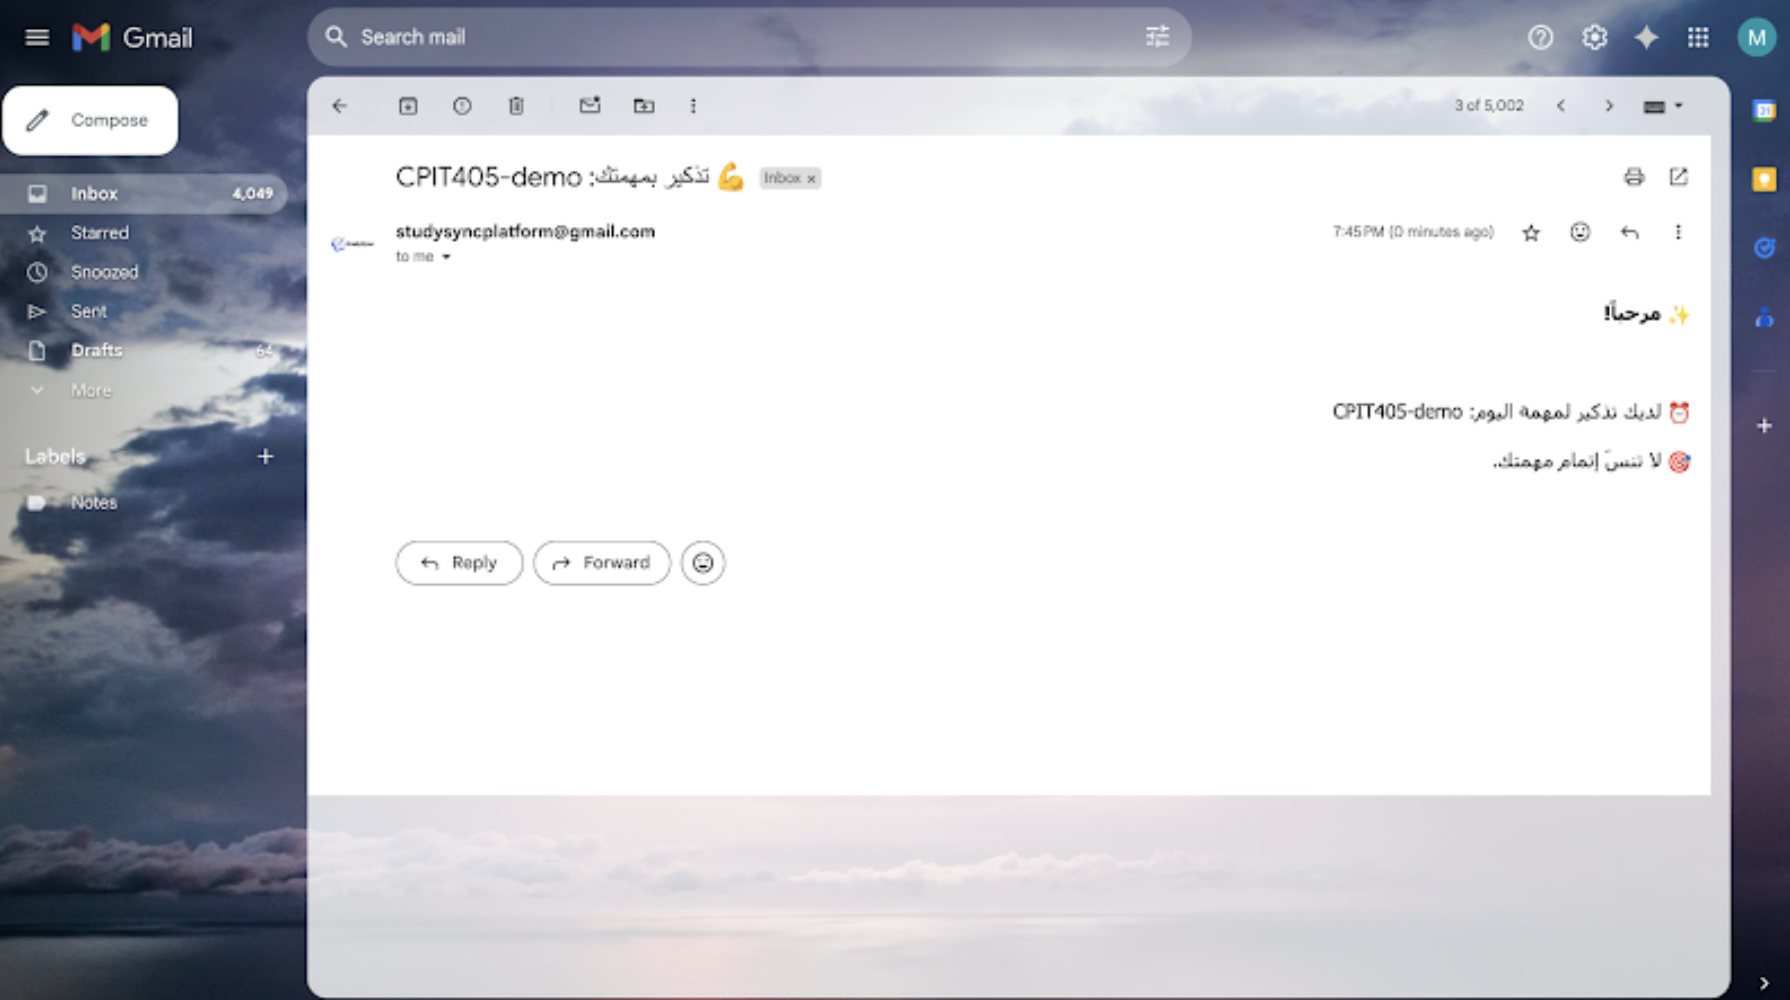 Gmail
Search mail
M
Compose
3 of 5,002
💪 تذكير بمهمتك: CPIT405-demo
Inbox x
Inbox 4,049
studysyncplatform@gmail.com
7:45 PM (0 minutes ago)
to me
Starred
Snoozed
Sent
Drafts 64
More
✨ مرحباً!
⏰ لديك تذكير لمهمة اليوم: CPIT405-demo
🎯 لا تنسَ إتمام مهمتك.
Labels
Notes
Reply
Forward